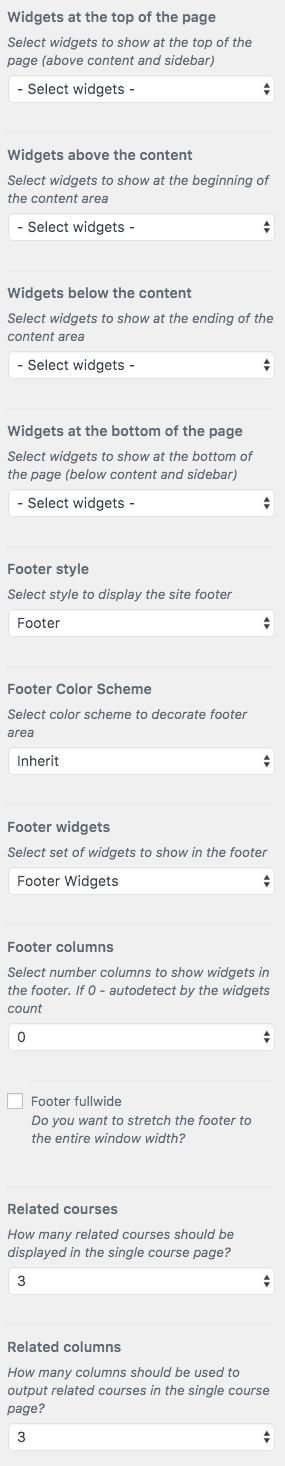 Widgets at the top of the page
Select widgets to show at the top of the
page (above content and sidebar)
- Select widgets -
Widgets above the content
Select widgets to show at the beginning of
the content area
- Select widgets -
Widgets below the content
Select widgets to show at the ending of the
content area
- Select widgets -
Widgets at the bottom of the page
Select widgets to show at the bottom of
the page (below content and sidebar)
- Select widgets -
Footer style
Select style to display the site footer
Footer
Footer Color Scheme
Select color scheme to decorate footer
area
Inherit
Footer widgets
Select set of widgets to show in the footer
Footer Widgets
Footer columns
Select number columns to show widgets in
the footer. If 0 - autodetect by the widgets
count
0
Footer fullwide
Do you want to stretch the footer to
the entire window width?
Related courses
How many related courses should be
displayed in the single course page?
3
Related columns
How many columns should be used to
output related courses in the single course
page?
3